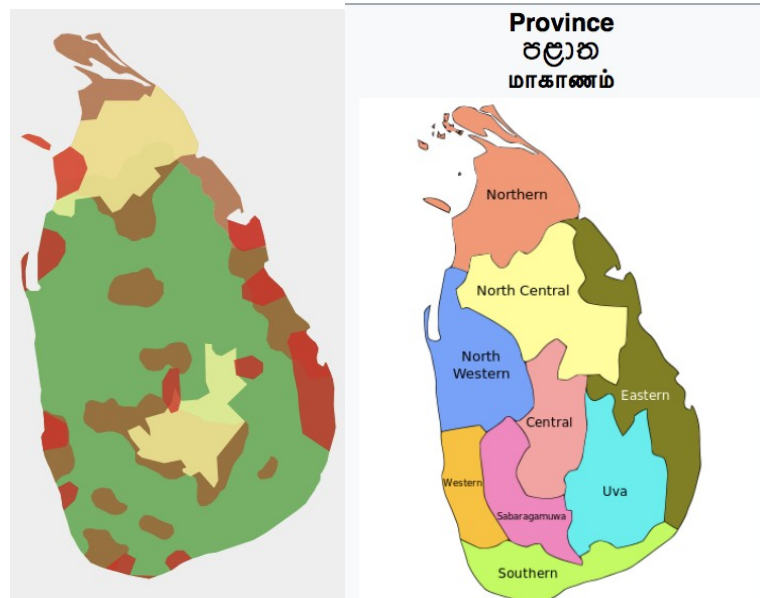 Province
පළාත
மாகாணம்
Northern
North Central
North
Western
Eastern
Central
Western
Uva
Sabaragamuwa
Southern